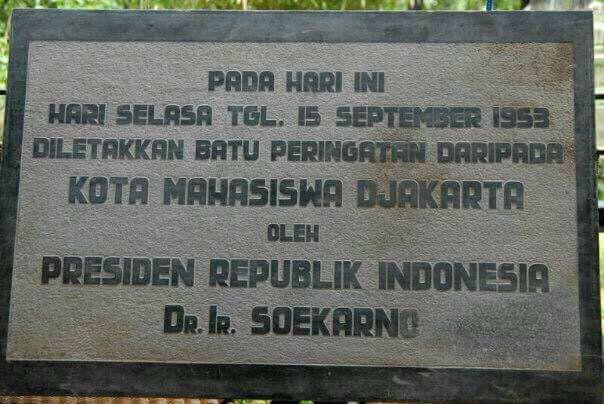 PADA HARI INI
HARI SELASA TGL. 15 SEPTEMBER 1953
DILETAKKAN BATU PERINGATAN DARIPADA
KOTA MAHASISWA DJAKARTA
OLEH
PRESIDEN REPUBLIK INDONESIA
DR. IR. SOEKARNO